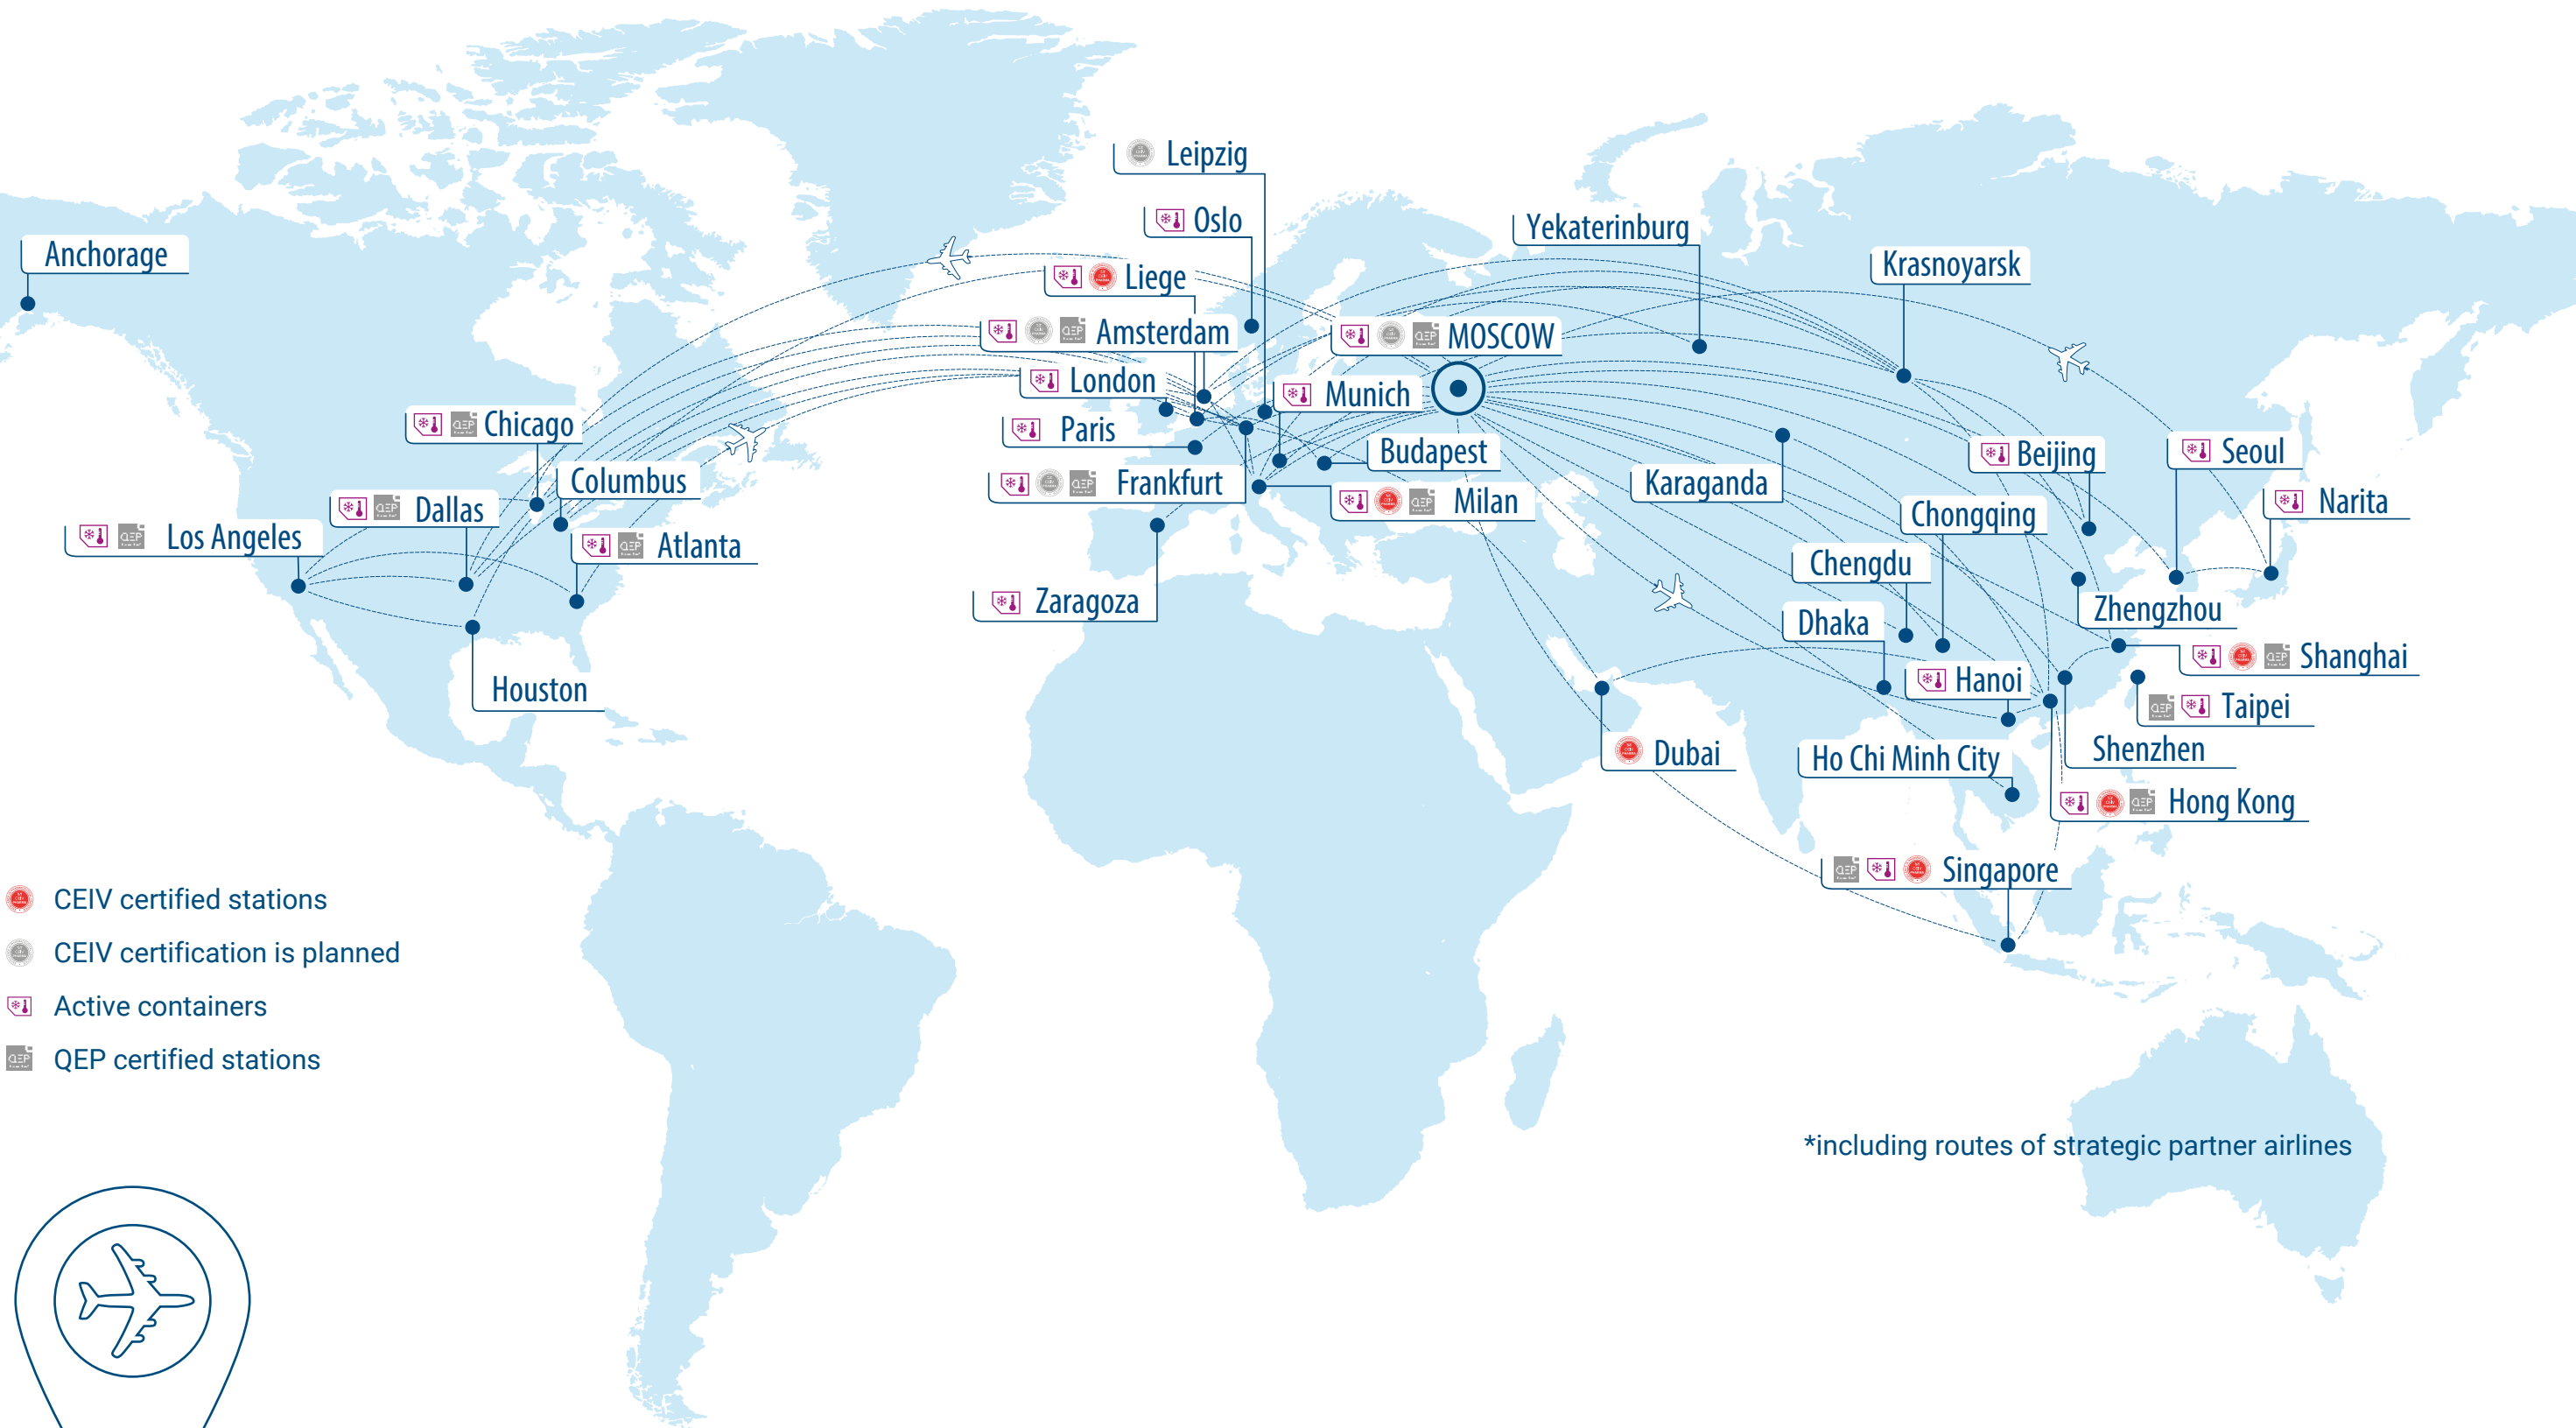 Leipzig
Oslo
Yekaterinburg
Anchorage
Krasnoyarsk
Liege
Amsterdam
MOSCOW
London
Munich
Chicago
Paris
Budapest
Beijing
Seoul
Columbus
Frankfurt
Karaganda
Milan
Narita
Dallas
Chongqing
Los Angeles
Atlanta
Chengdu
Zaragoza
Zhengzhou
Dhaka
Shanghai
Hanoi
Houston
Taipei
Dubai
Shenzhen
Ho Chi Minh City
Hong Kong
Singapore
CEIV certified stations
CEIV certification is planned
Active containers
QEP certified stations
*including routes of strategic partner airlines